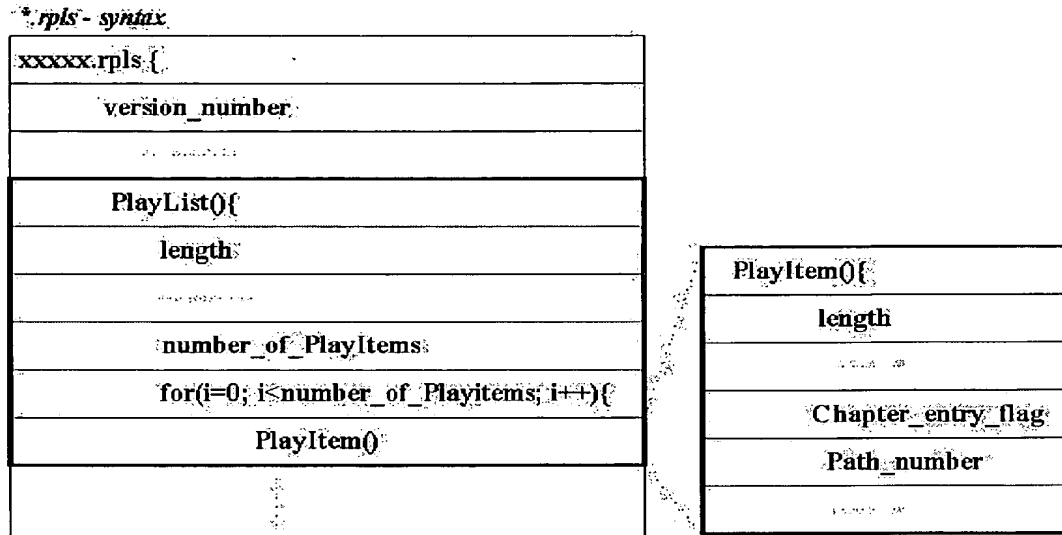 *.rpls - syntax
xxxxx.rpls {
version_number
PlayList(){
length
number_of_PlayItems
for(i=0; i<number_of_Playitems; i++){
PlayItem()
PlayItem(){
length
Chapter_entry_flag
Path_number